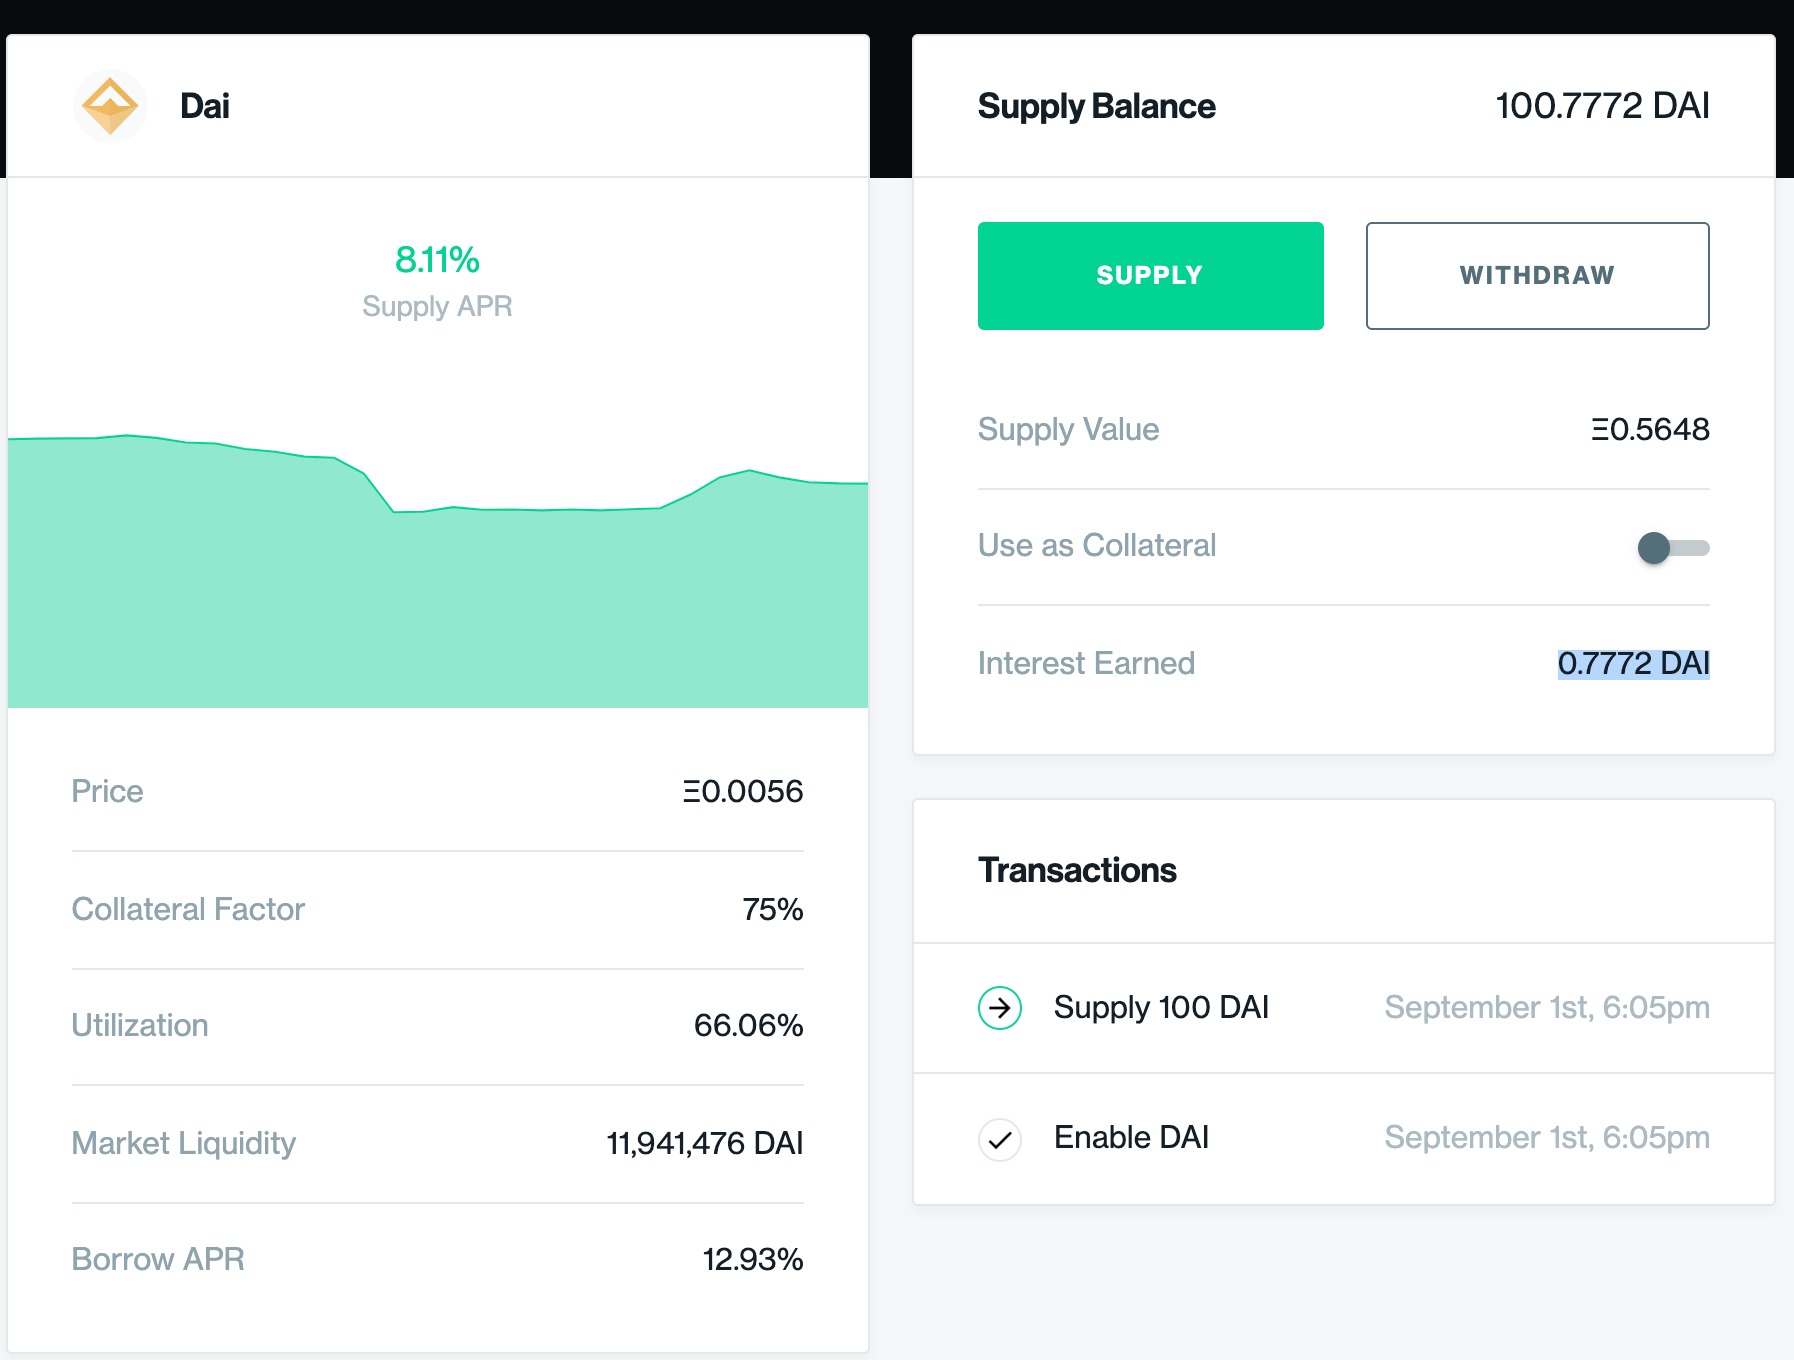 Dai
8.11%
Supply APR
Price Ξ0.0056
Collateral Factor 75%
Utilization 66.06%
Market Liquidity 11,941,476 DAI
Borrow APR 12.93%
Supply Balance 100.7772 DAI
SUPPLY WITHDRAW
Supply Value Ξ0.5648
Use as Collateral
Interest Earned 0.7772 DAI
Transactions
Supply 100 DAI September 1st, 6:05pm
Enable DAI September 1st, 6:05pm